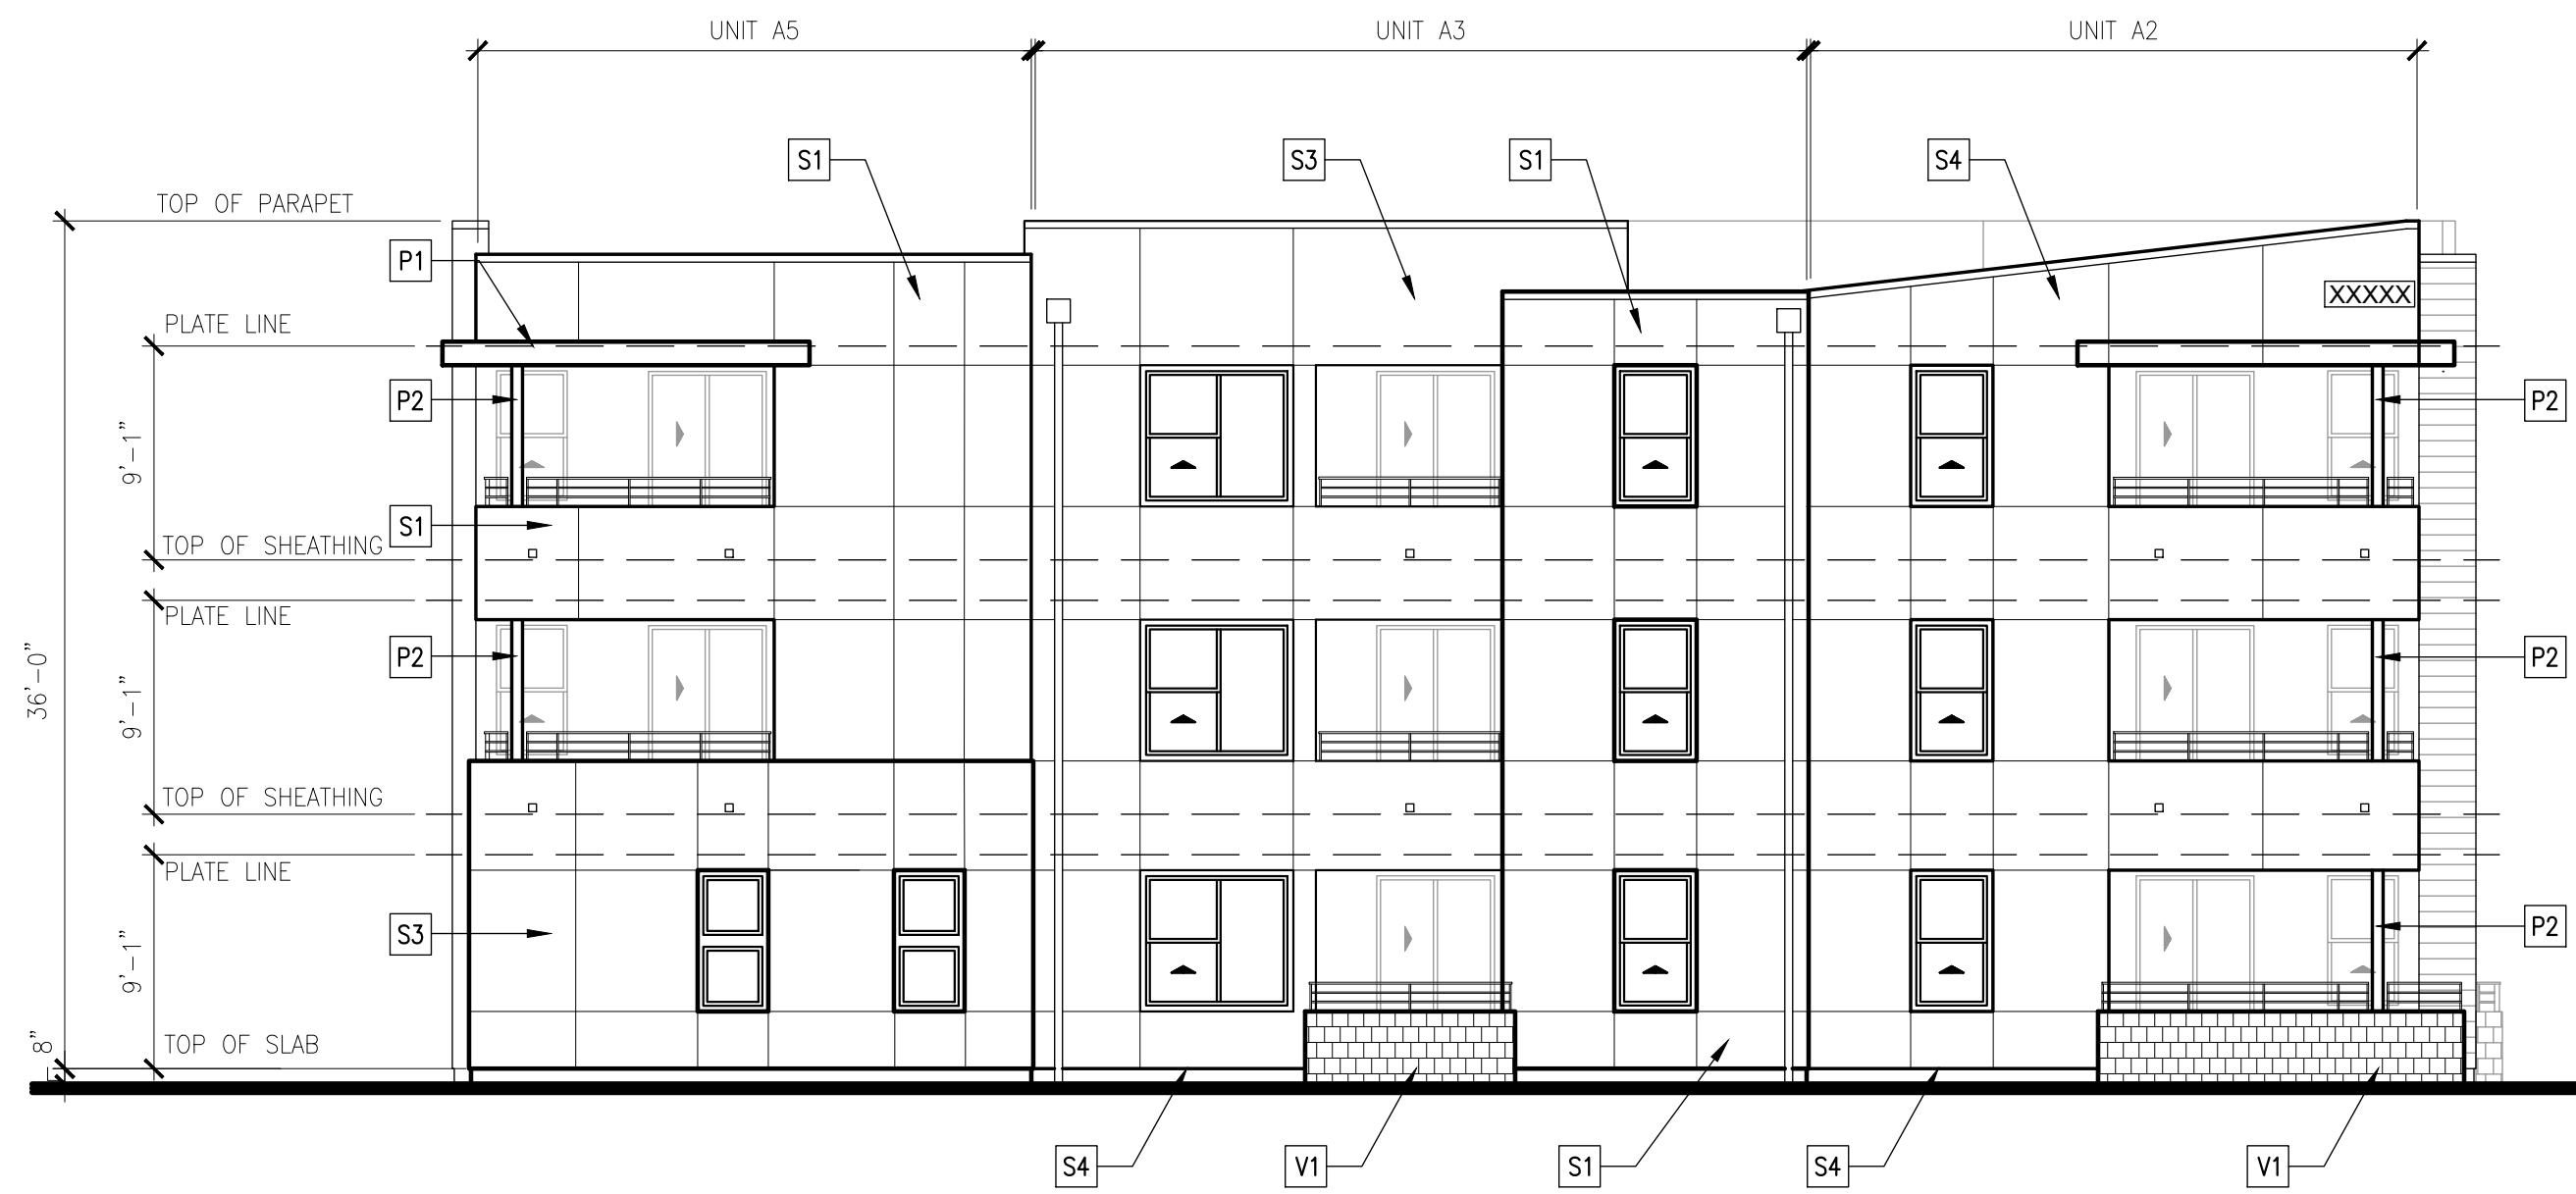 UNIT A5 UNIT A3 UNIT A2
S1 S3 S1 S4
TOP OF PARAPET
P1
XXXXX
PLATE LINE
P2 P2
9'-1"
S1
TOP OF SHEATHING
PLATE LINE
36'-0"
P2 P2
9'-1"
TOP OF SHEATHING
PLATE LINE
S3 P2
9'-1"
8"
TOP OF SLAB
S4 V1 S1 S4 V1